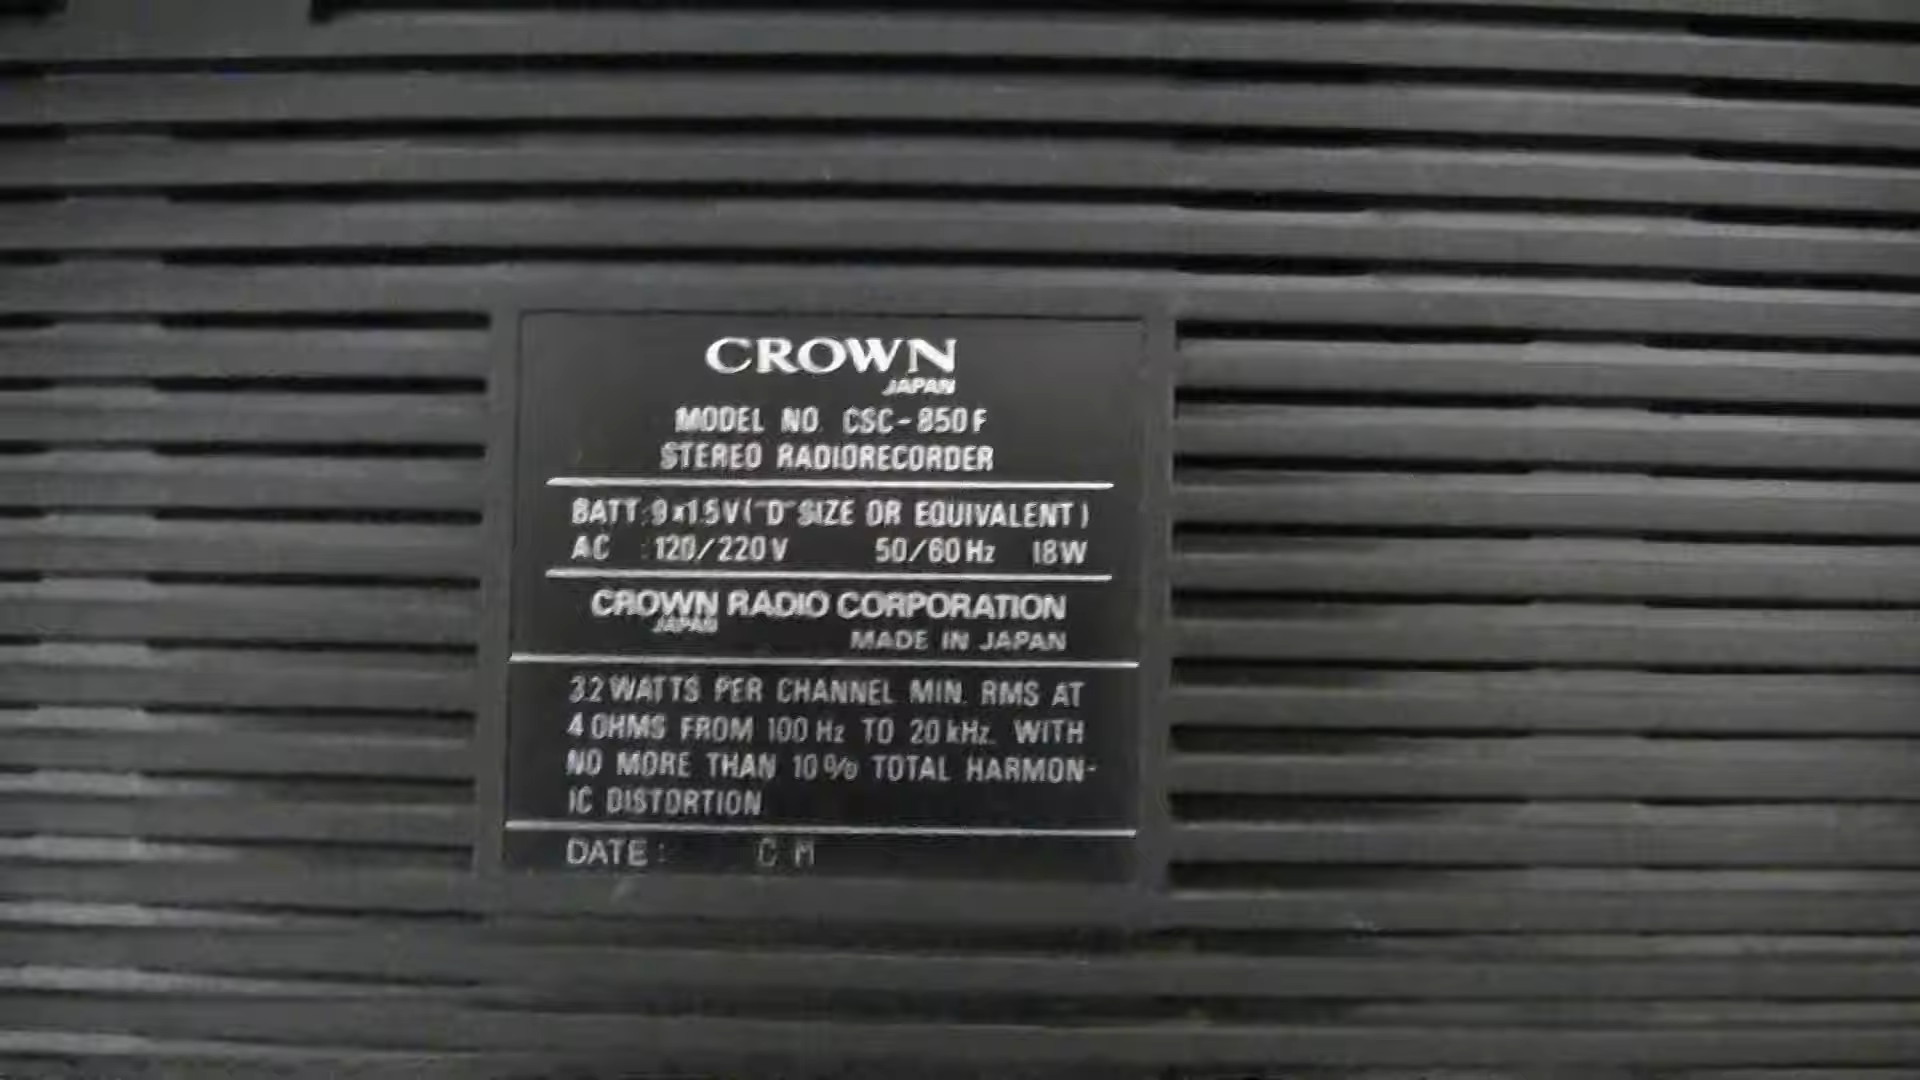 CROWN
JAPAN
MODEL NO. CSC-850F
STEREO RADIORECORDER
BATT: 9x1.5V ("D" SIZE OR EQUIVALENT)
AC : 120/220V 50/60Hz 18W
CROWN RADIO CORPORATION
JAPAN
MADE IN JAPAN
3.2 WATTS PER CHANNEL MIN. RMS AT
4 OHMS FROM 100 Hz TO 20 kHz. WITH
NO MORE THAN 10% TOTAL HARMON-
IC DISTORTION
DATE: C M